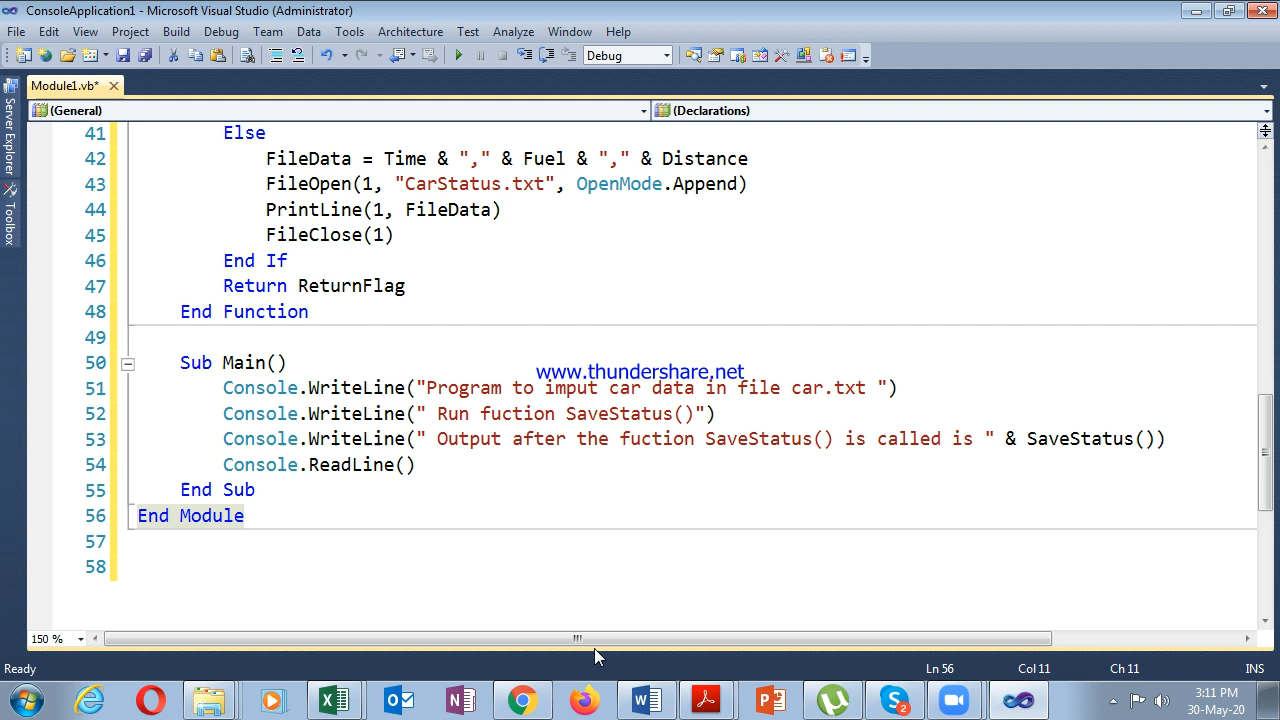 ConsoleApplication1 - Microsoft Visual Studio (Administrator)
File Edit View Project Build Debug Team Data Tools Architecture Test Analyze Window Help
Debug
Server Explorer
Toolbox
Module1.vb*
(General) (Declarations)
41 Else
42 FileData = Time & "," & Fuel & "," & Distance
43 FileOpen(1, "CarStatus.txt", OpenMode.Append)
44 PrintLine(1, FileData)
45 FileClose(1)
46 End If
47 Return ReturnFlag
48 End Function
49
50 Sub Main()
www.thundershare.net
51 Console.WriteLine("Program to imput car data in file car.txt ")
52 Console.WriteLine(" Run fuction SaveStatus()")
53 Console.WriteLine(" Output after the fuction SaveStatus() is called is " & SaveStatus())
54 Console.ReadLine()
55 End Sub
56 End Module
57
58
150 %
Ready Ln 56 Col 11 Ch 11 INS
2
3:11 PM
30-May-20